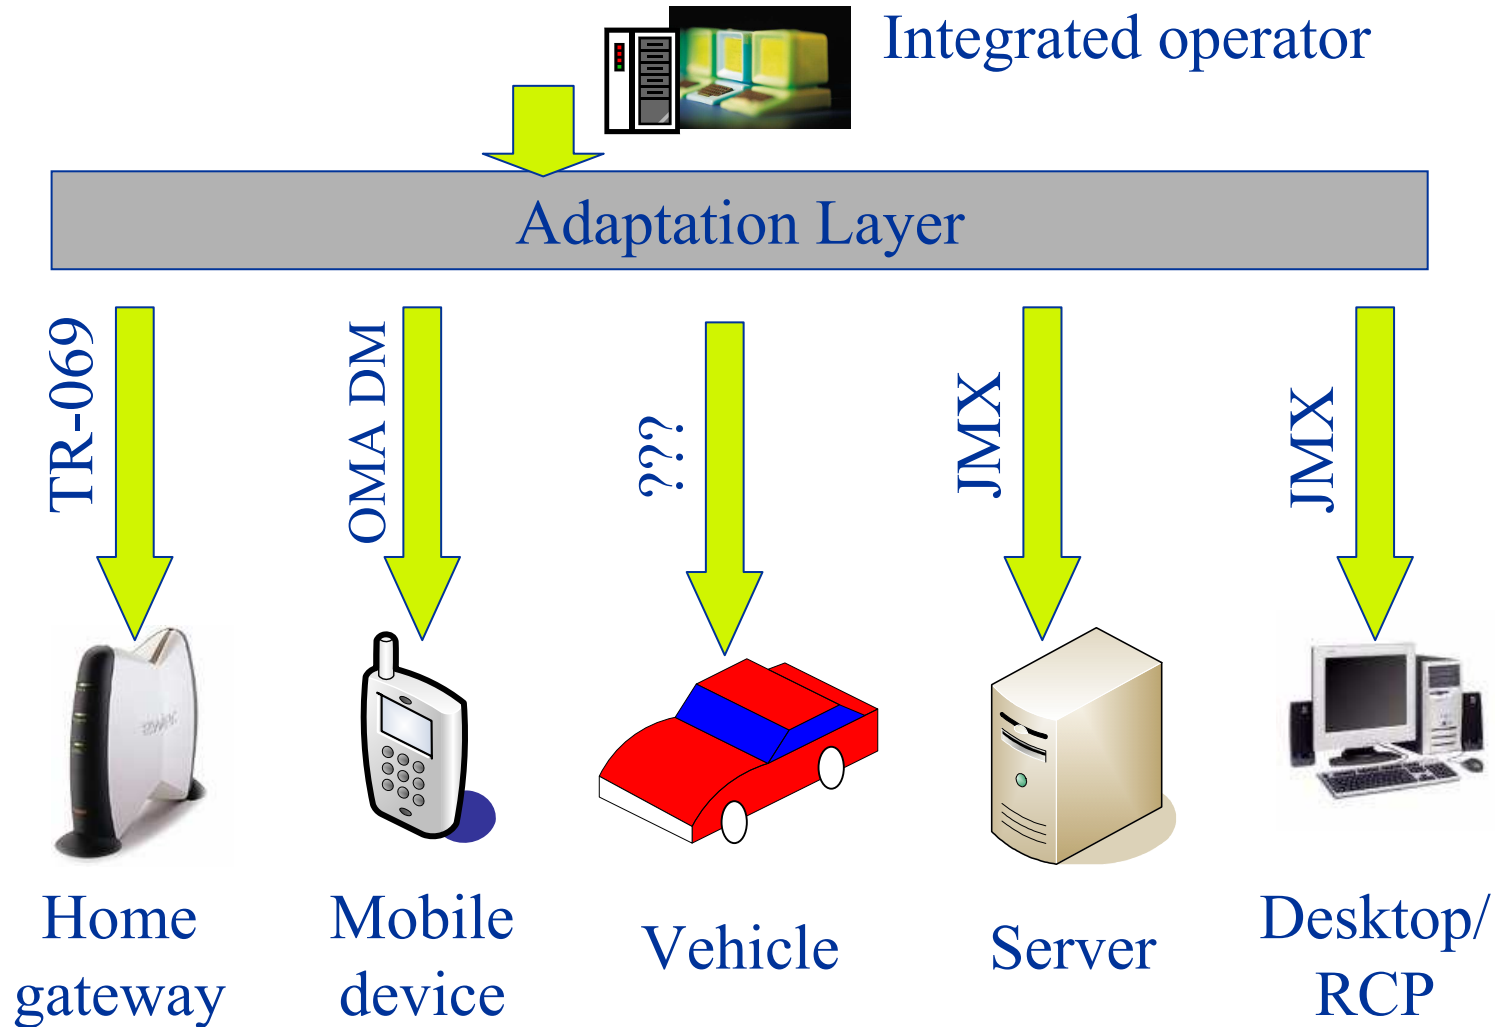 Integrated operator
Adaptation Layer
TR-069
OMA DM
???
JMX
JMX
Home
gateway
Mobile
device
Vehicle
Server
Desktop/
RCP